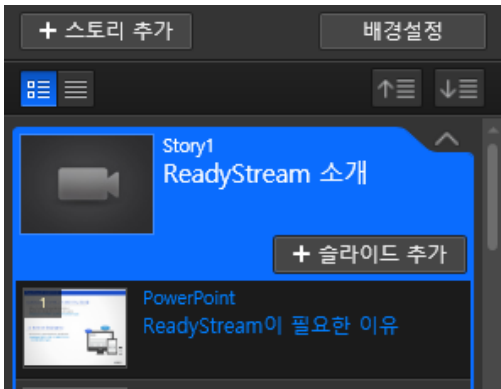 + 스토리 추가
배경설정
Story1
ReadyStream 소개
+ 슬라이드 추가
1
PowerPoint
ReadyStream이 필요한 이유